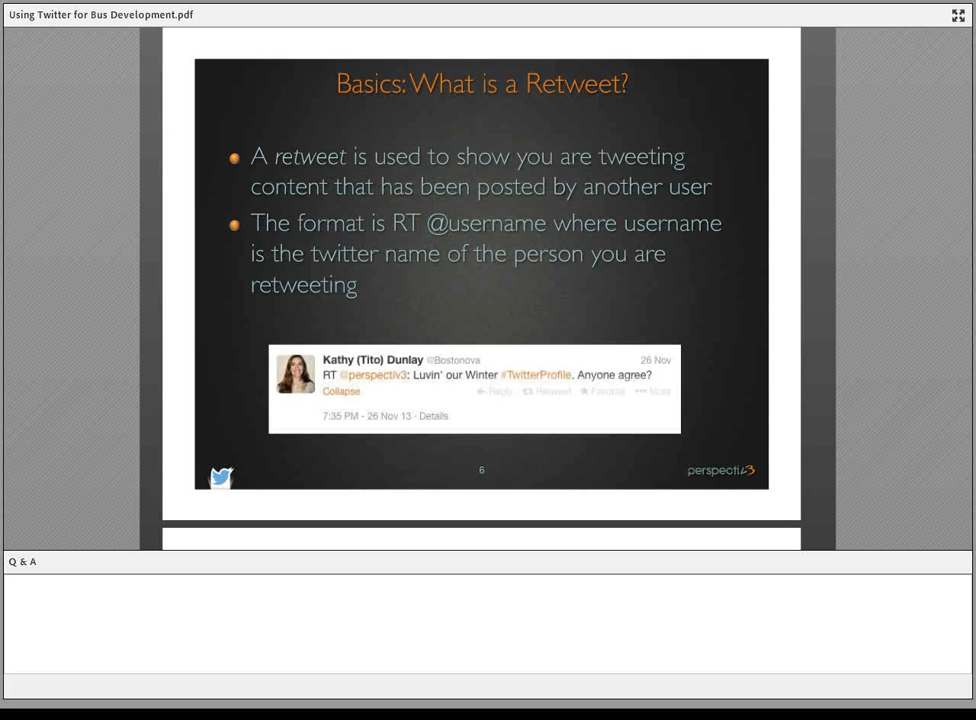 Using Twitter for Bus Development.pdf
Basics: What is a Retweet?
A retweet is used to show you are tweeting
content that has been posted by another user
The format is RT @username where username
is the twitter name of the person you are
retweeting
Kathy (Tito) Dunlay @Bostonova 26 Nov
RT @perspectiv3: Luvin' our Winter #TwitterProfile. Anyone agree?
Collapse Reply Retweet Favorite More
7:35 PM - 26 Nov 13 · Details
6
perspectiv3
Q & A